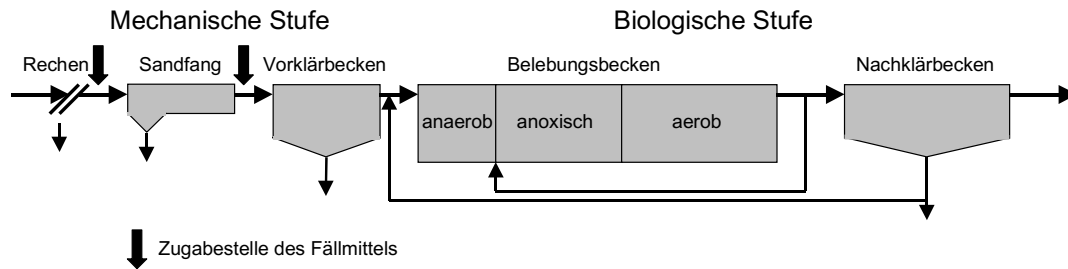 Mechanische Stufe
Biologische Stufe
Rechen
Sandfang
Vorklärbecken
Belebungsbecken
Nachklärbecken
anaerob
anoxisch
aerob
Zugabestelle des Fällmittels